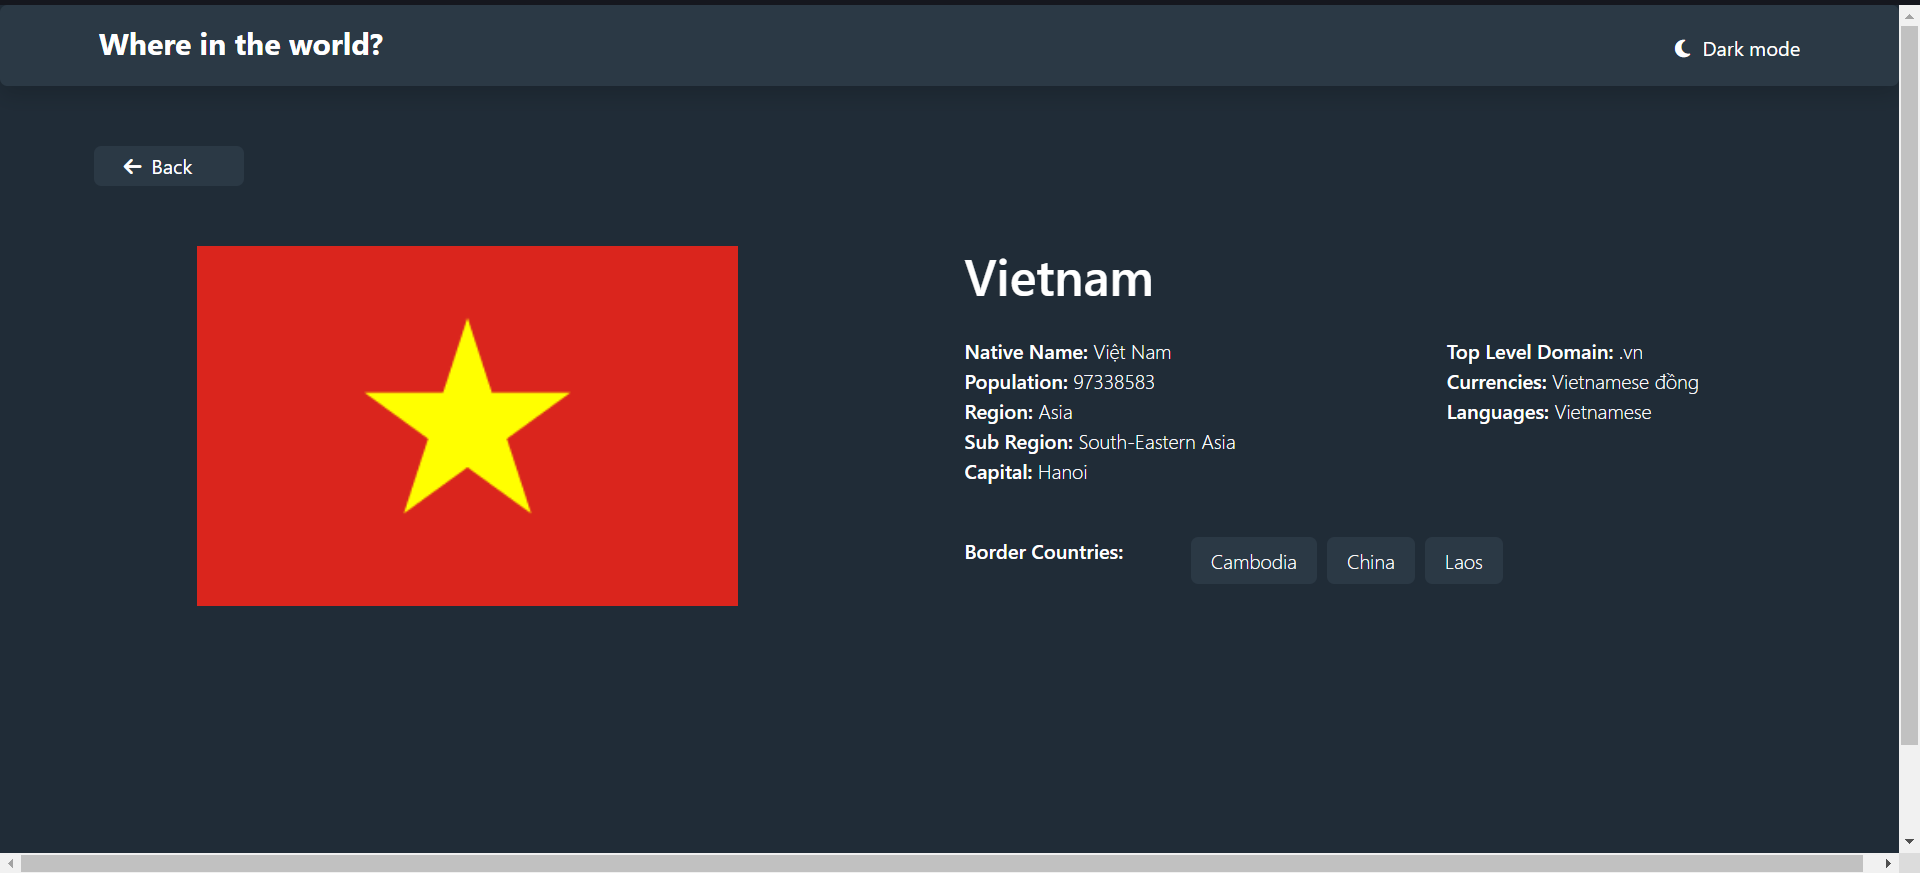 Where in the world?
Dark mode
Back
Vietnam
Native Name: Việt Nam
Population: 97338583
Region: Asia
Sub Region: South-Eastern Asia
Capital: Hanoi
Top Level Domain: .vn
Currencies: Vietnamese đồng
Languages: Vietnamese
Border Countries:
Cambodia
China
Laos